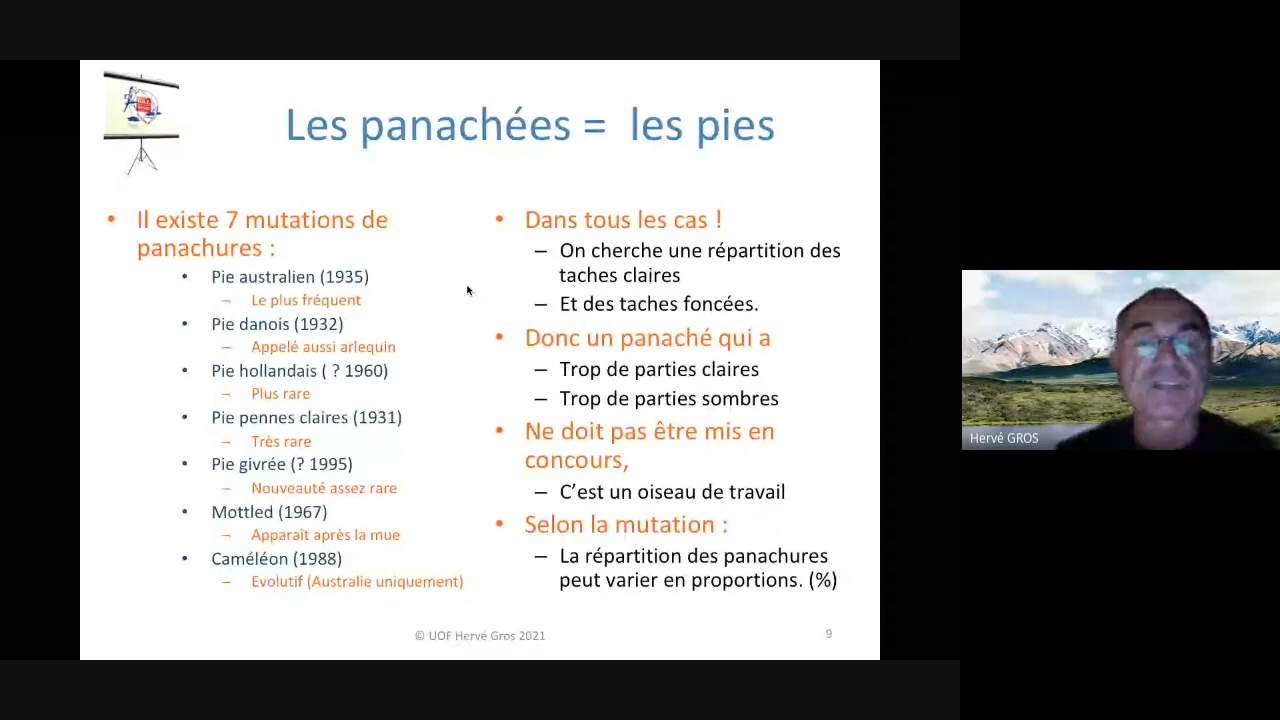 Les panachées = les pies
• Il existe 7 mutations de
panachures :
• Pie australien (1935)
– Le plus fréquent
• Pie danois (1932)
– Appelé aussi arlequin
• Pie hollandais ( ? 1960)
– Plus rare
• Pie pennes claires (1931)
– Très rare
• Pie givrée (? 1995)
– Nouveauté assez rare
• Mottled (1967)
– Apparaît après la mue
• Caméléon (1988)
– Evolutif (Australie uniquement)
• Dans tous les cas !
– On cherche une répartition des
taches claires
– Et des taches foncées.
• Donc un panaché qui a
– Trop de parties claires
– Trop de parties sombres
• Ne doit pas être mis en
concours,
– C’est un oiseau de travail
• Selon la mutation :
– La répartition des panachures
peut varier en proportions. (%)
© UOF Hervé Gros 2021
9
Hervé GROS